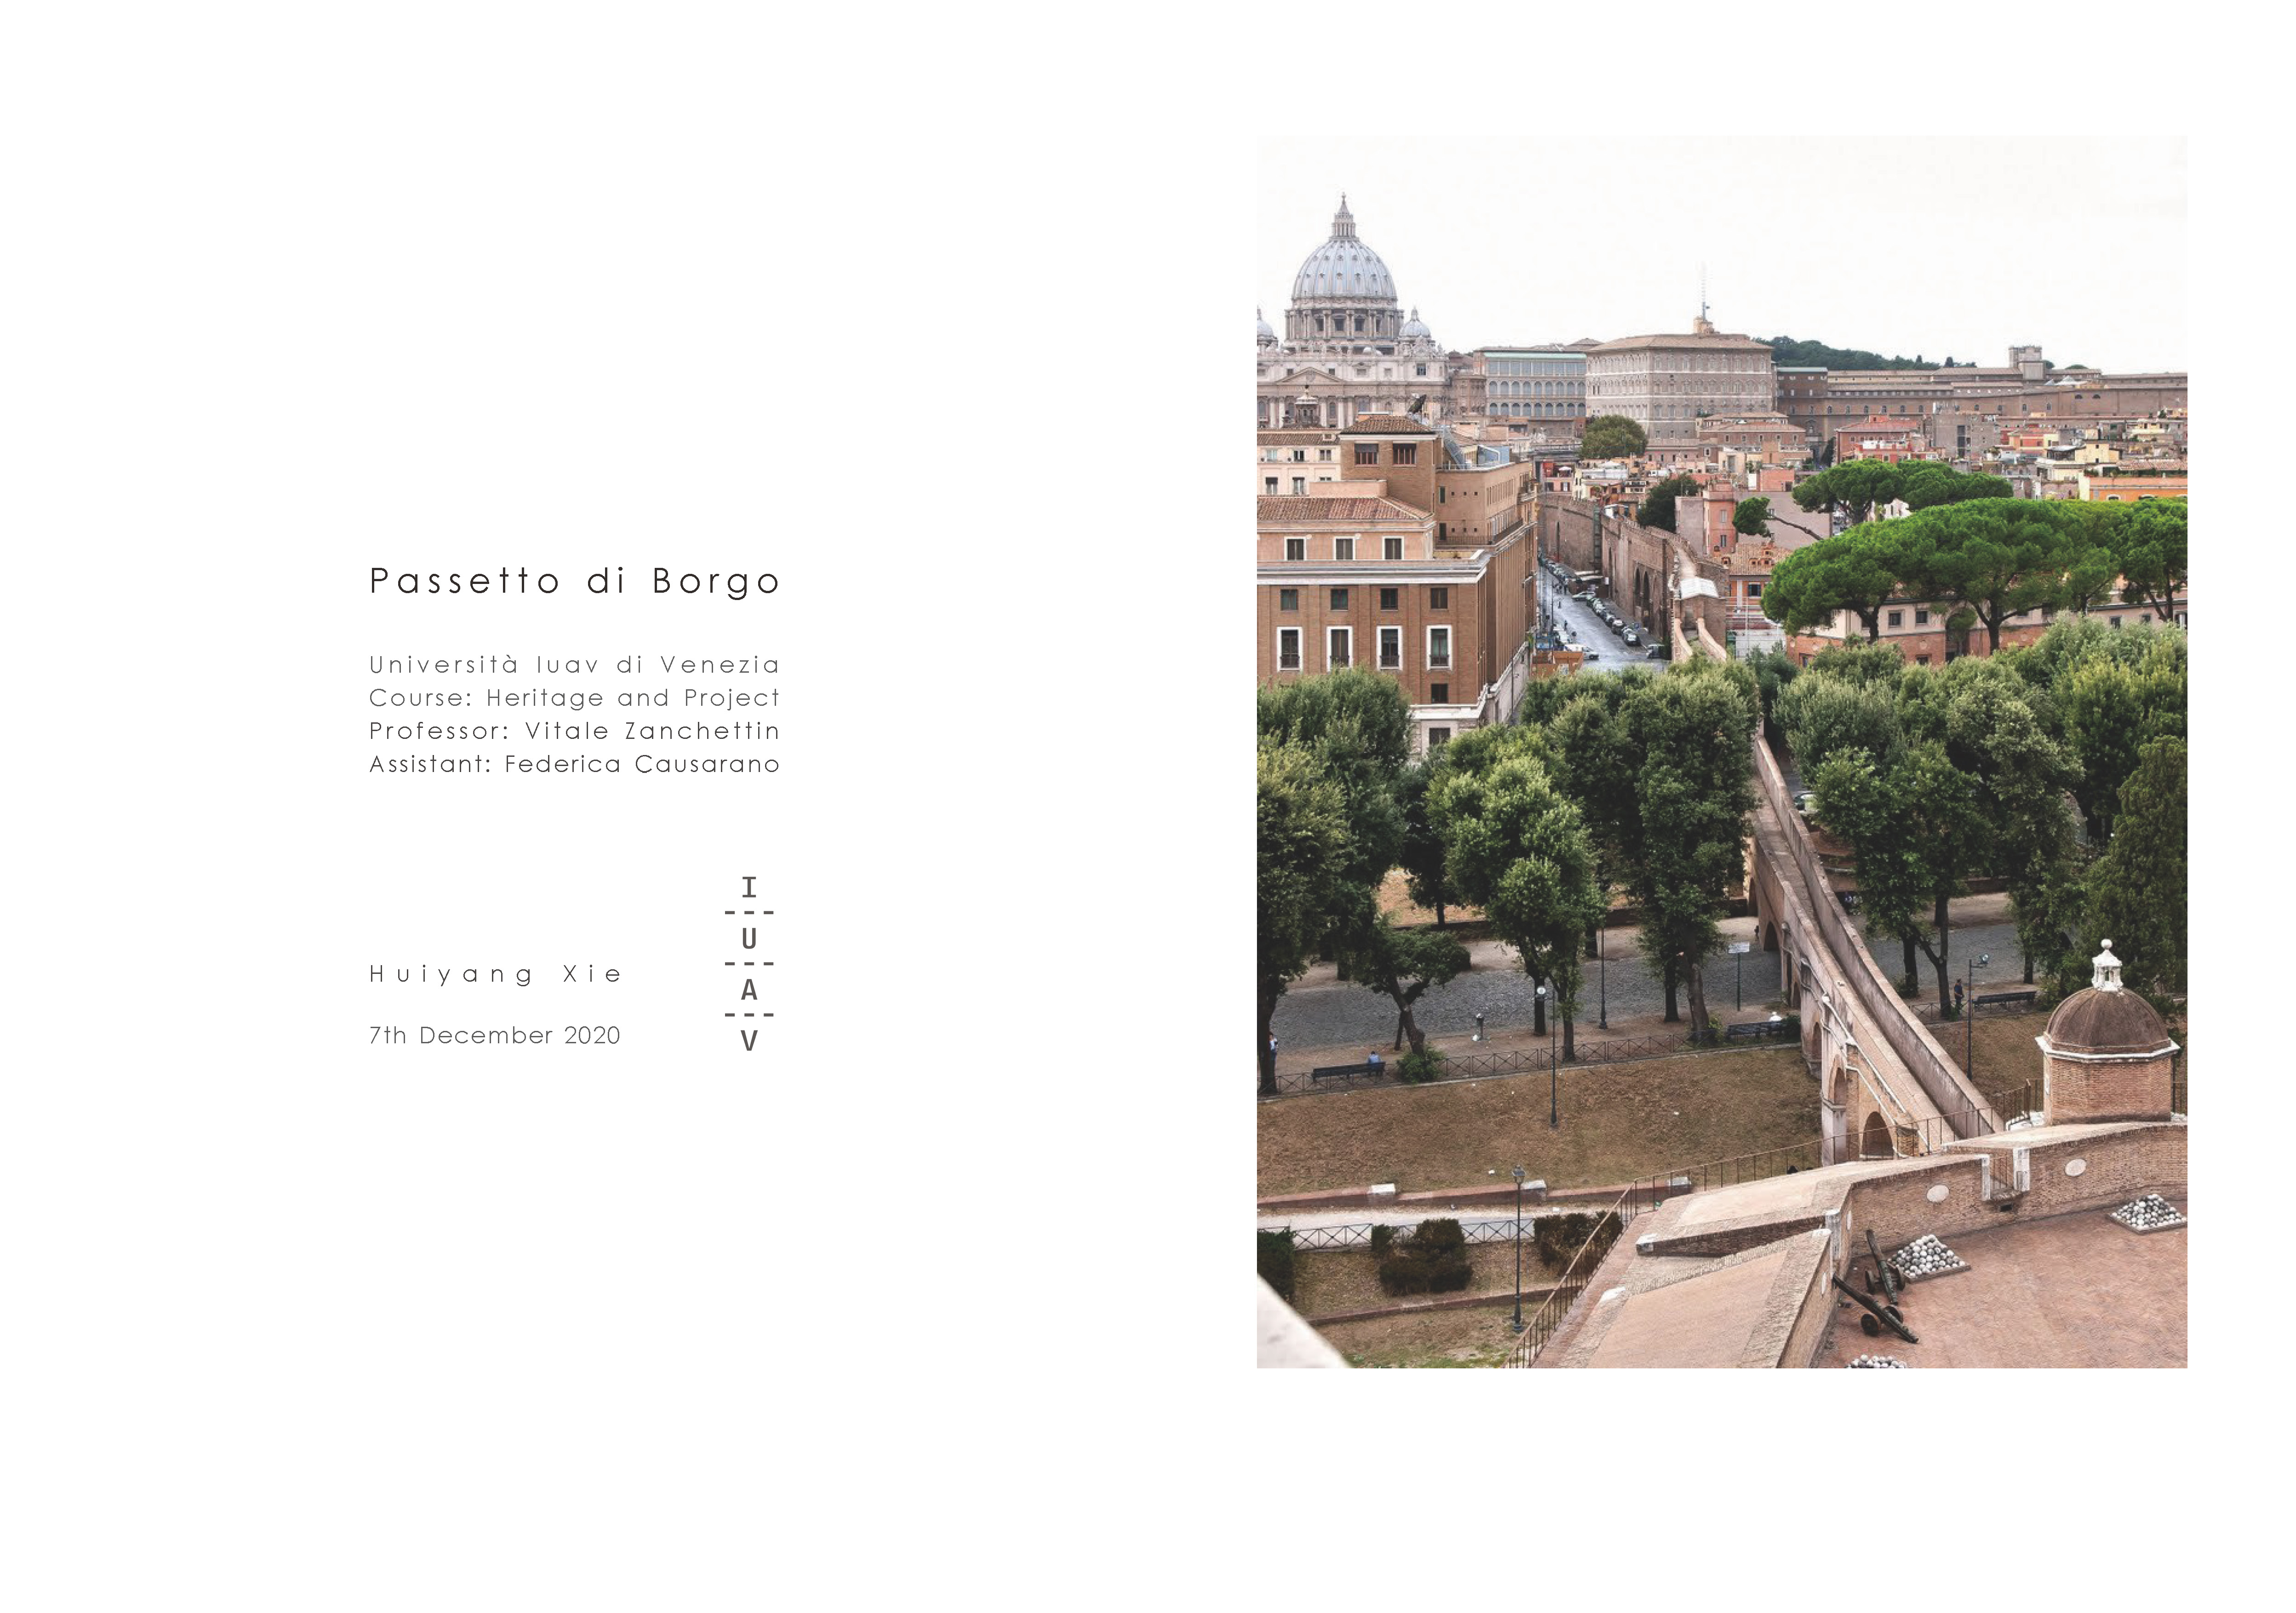 Passetto di Borgo
Università Iuav di Venezia
Course: Heritage and Project
Professor: Vitale Zanchettin
Assistant: Federica Causarano
Huiyang Xie
7th December 2020
I
---
U
---
A
---
V